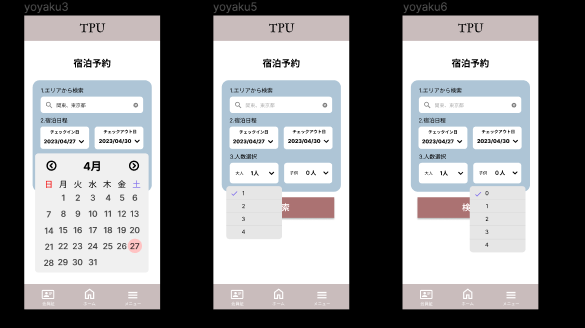 yoyaku3
TPU
宿泊予約
1.エリアから検索
関東、東京都
2.宿泊日程
チェックイン日 チェックアウト日
2023/04/27 2023/04/30
4月
日 月 火 水 木 金 土
1 2 3 4 5 6
7 8 9 10 11 12 13
14 15 16 17 18 19 20
21 22 23 24 25 26 27
28 29 30 31
ホーム メニュー
yoyaku5
TPU
宿泊予約
1.エリアから検索
関東、東京都
2.宿泊日程
チェックイン日 チェックアウト日
2023/04/27 2023/04/30
3.人数選択
大人 1人 子供 0人
1
2
3
4
索
ホーム メニュー
yoyaku6
TPU
宿泊予約
1.エリアから検索
関東、東京都
2.宿泊日程
チェックイン日 チェックアウト日
2023/04/27 2023/04/30
3.人数選択
大人 1人 子供 0人
0
1
2
3
4
検
ホーム メニュー